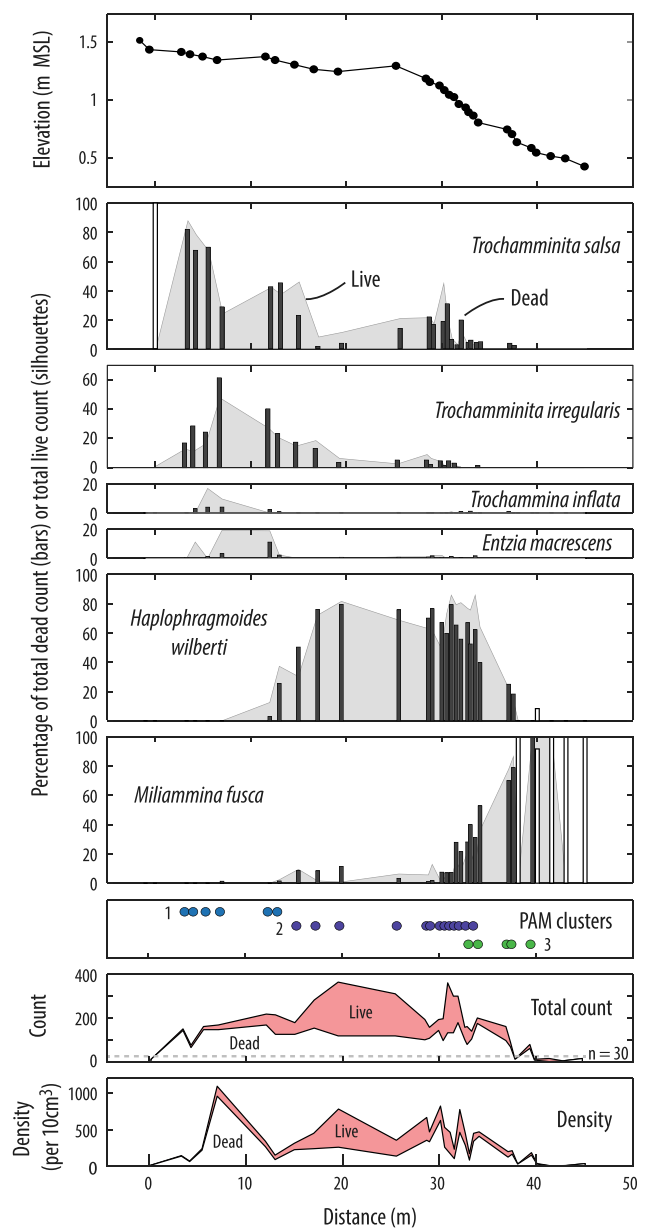 Elevation (m MSL)
1.5
1
0.5
Percentage of total dead count (bars) or total live count (silhouettes)
100
80
60
40
20
0
Trochamminita salsa
Live
Dead
60
40
20
0
Trochamminita irregularis
20
0
Trochammina inflata
20
0
Entzia macrescens
100
80
60
40
20
0
Haplophragmoides
wilberti
100
80
60
40
20
0
Miliammina fusca
PAM clusters
1
2
3
Count
400
200
0
Total count
Live
Dead
n = 30
Density
(per 10cm³)
1000
500
0
Density
Live
Dead
0 10 20 30 40 50
Distance (m)